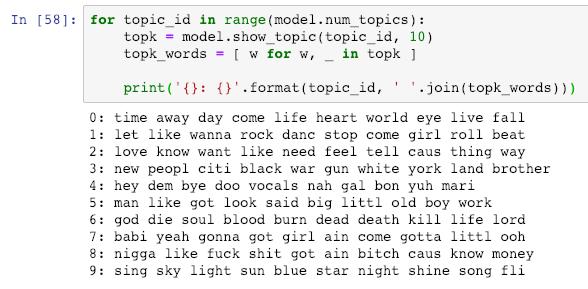 In [58]: for topic_id in range(model.num_topics):
    topk = model.show_topic(topic_id, 10)
    topk_words = [ w for w, _ in topk ]

    print('{}: {}'.format(topic_id, ' '.join(topk_words)))
0: time away day come life heart world eye live fall
1: let like wanna rock danc stop come girl roll beat
2: love know want like need feel tell caus thing way
3: new peopl citi black war gun white york land brother
4: hey dem bye doo vocals nah gal bon yuh mari
5: man like got look said big littl old boy work
6: god die soul blood burn dead death kill life lord
7: babi yeah gonna got girl ain come gotta littl ooh
8: nigga like fuck shit got ain bitch caus know money
9: sing sky light sun blue star night shine song fli